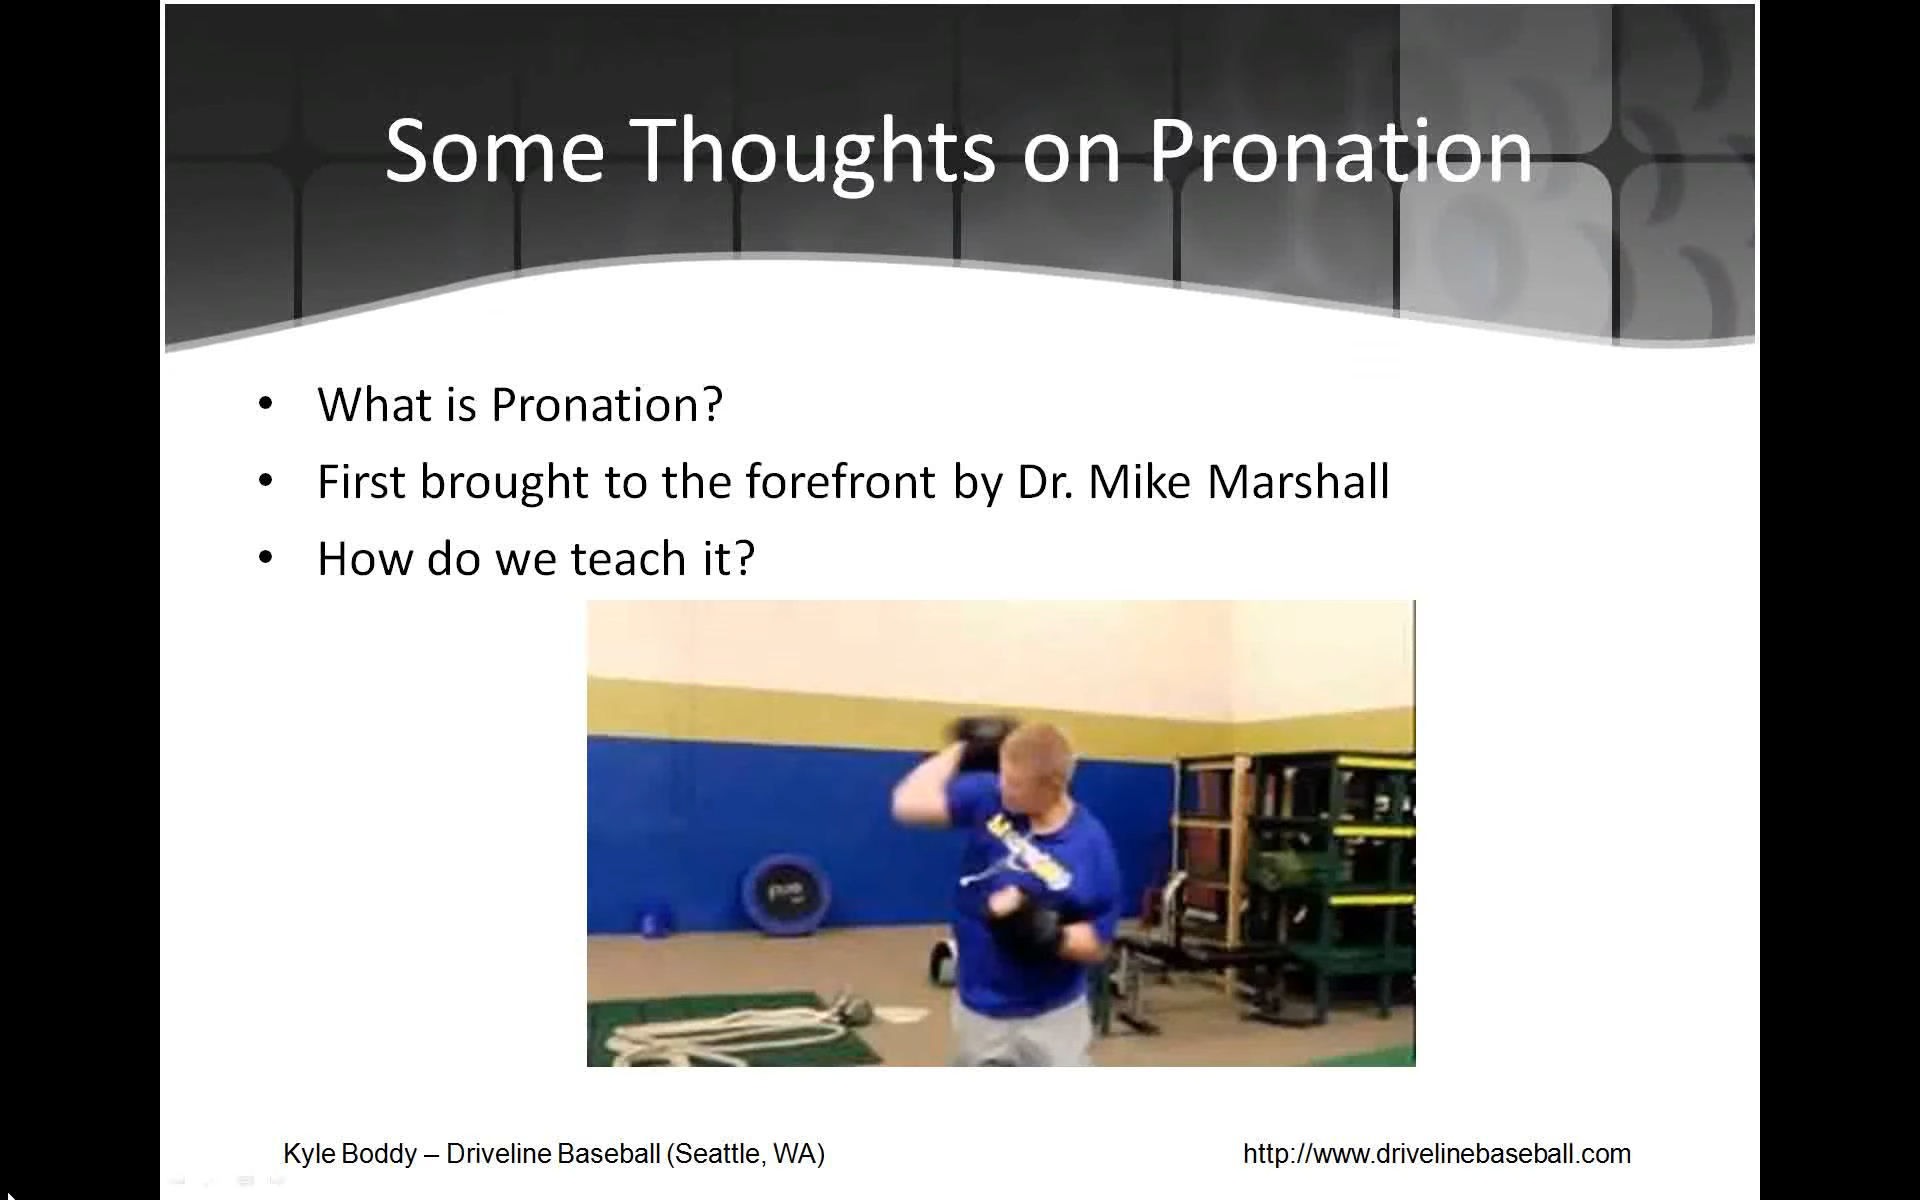 Some Thoughts on Pronation
• What is Pronation?
• First brought to the forefront by Dr. Mike Marshall
• How do we teach it?
Kyle Boddy – Driveline Baseball (Seattle, WA)
http://www.drivelinebaseball.com